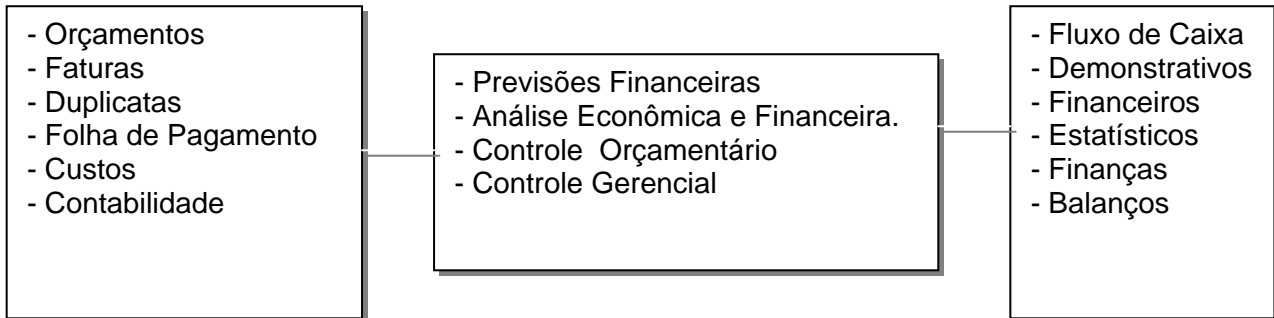 - Orçamentos
- Faturas
- Duplicatas
- Folha de Pagamento
- Custos
- Contabilidade
- Previsões Financeiras
- Análise Econômica e Financeira.
- Controle  Orçamentário
- Controle Gerencial
- Fluxo de Caixa
- Demonstrativos
- Financeiros
- Estatísticos
- Finanças
- Balanços